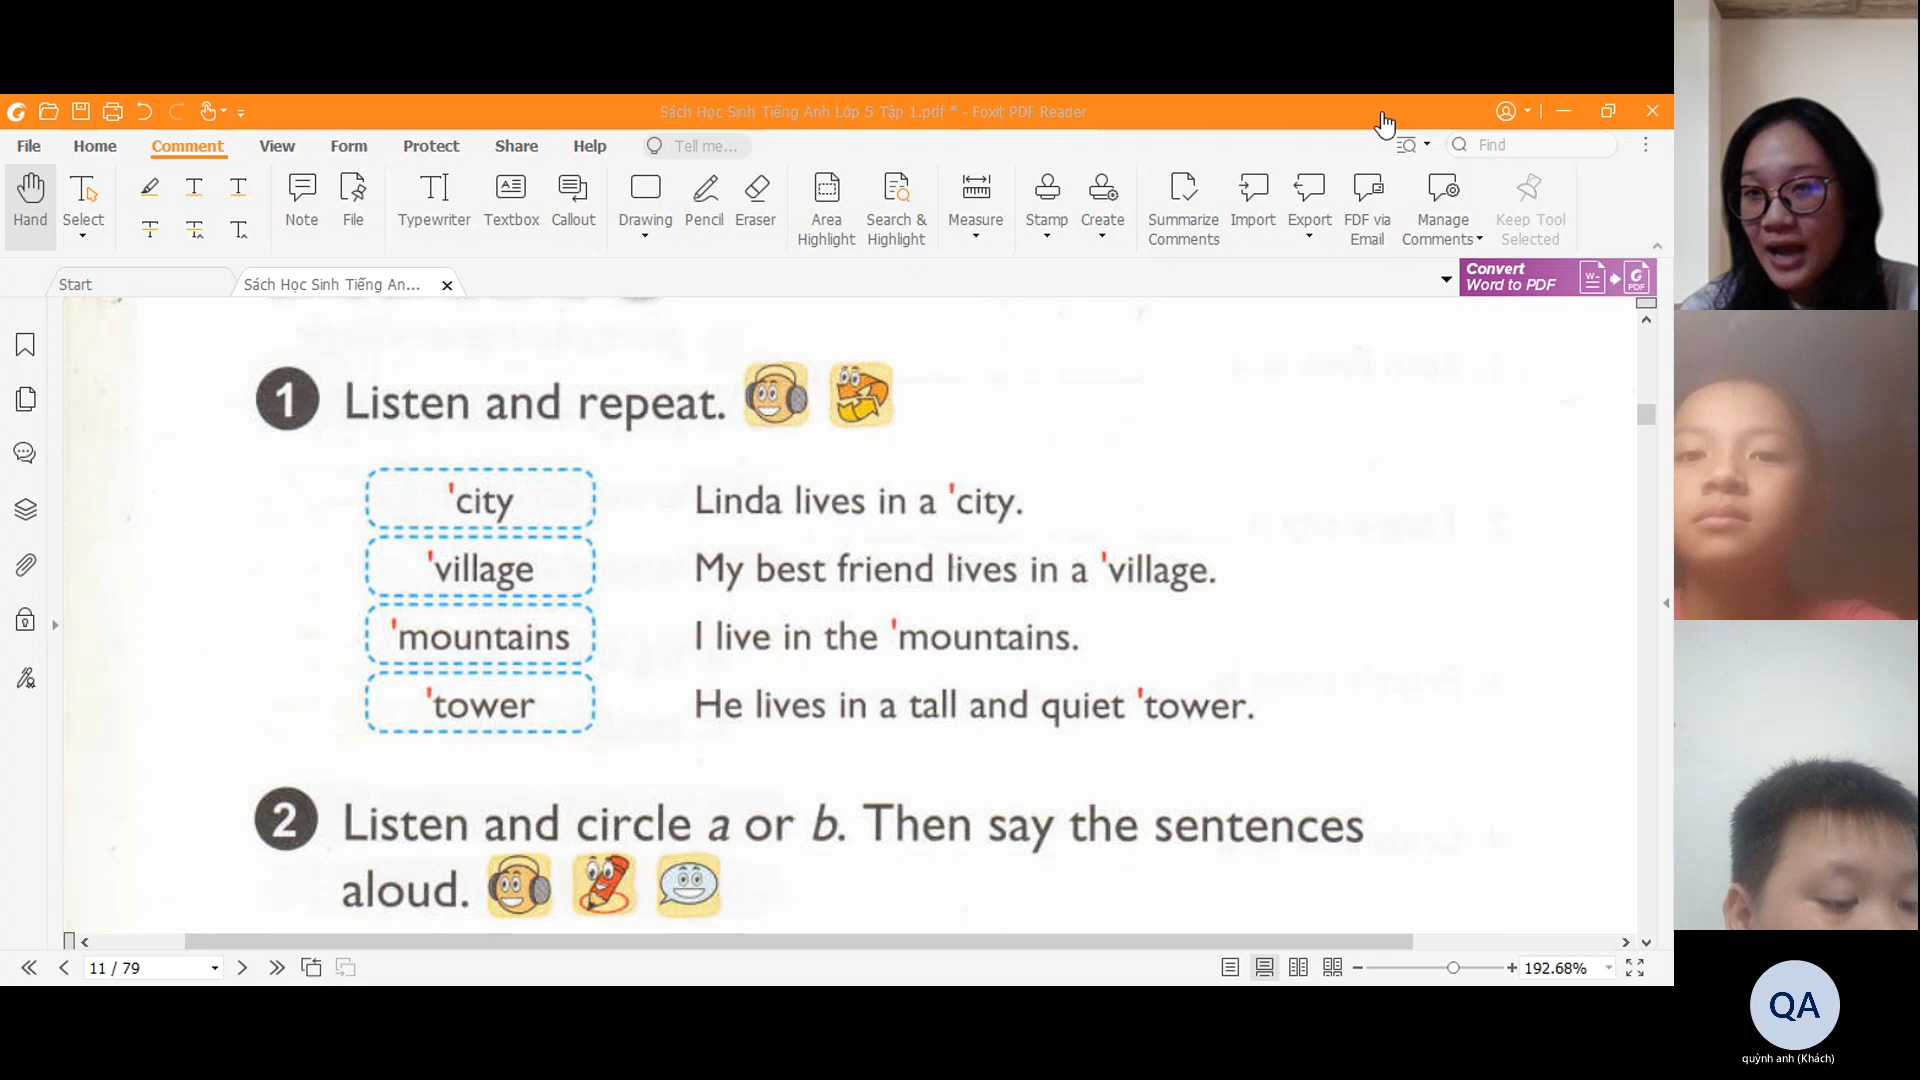 Sách Học Sinh Tiếng Anh Lớp 5 Tập 1.pdf * - Foxit PDF Reader
File Home Comment View Form Protect Share Help Tell me... Find
Hand Select Note File Typewriter Textbox Callout Drawing Pencil Eraser Area Highlight Search & Highlight Measure Stamp Create Summarize Comments Import Export FDF via Email Manage Comments Keep Tool Selected
Start Sách Học Sinh Tiếng An... Convert Word to PDF
1 Listen and repeat.
'city Linda lives in a 'city.
'village My best friend lives in a 'village.
'mountains I live in the 'mountains.
'tower He lives in a tall and quiet 'tower.
2 Listen and circle a or b. Then say the sentences
aloud.
11 / 79 192.68%
QA
quỳnh anh (Khách)